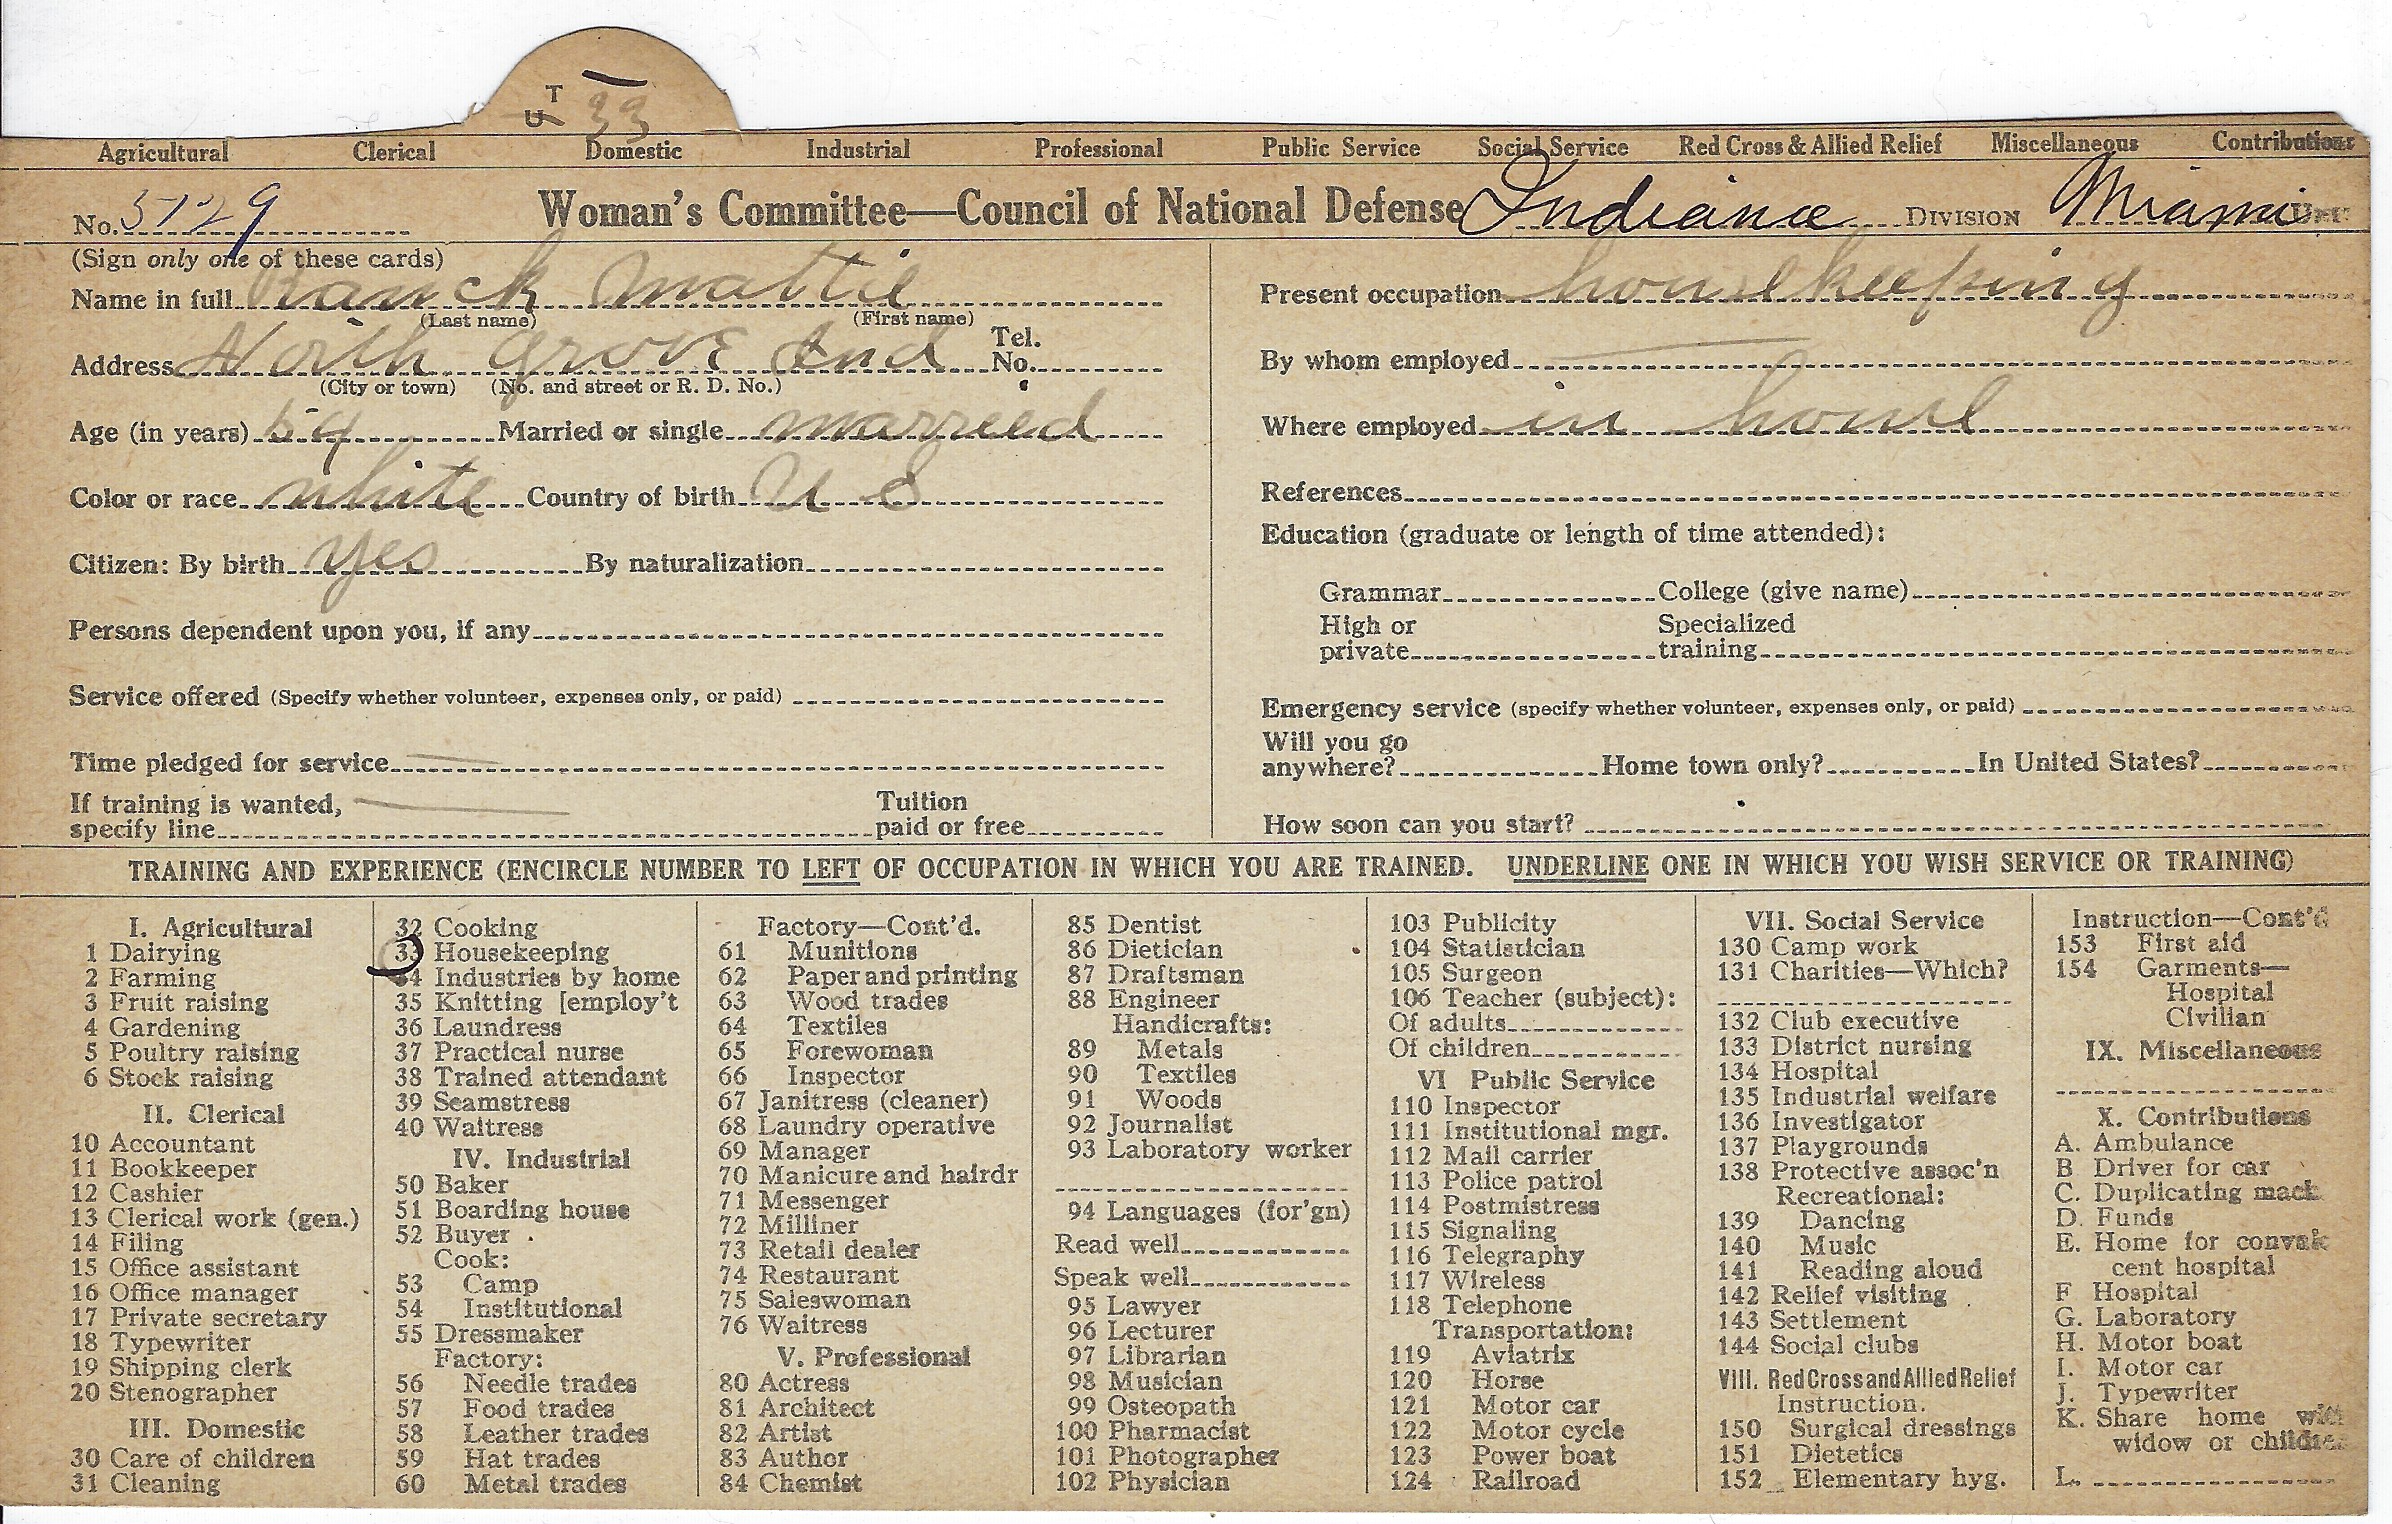 T
U 33
Agricultural Clerical Domestic Industrial Professional Public Service Social Service Red Cross & Allied Relief Miscellaneous Contributions
No. 5129 Woman's Committee—Council of National Defense Indiana DIVISION Miami Unit
(Sign only one of these cards)
Name in full Ranck Mattie
(Last name) (First name)
Address North Grove Ind Tel. No.
(City or town) (No. and street or R. D. No.)
Age (in years) 54 Married or single marreed
Color or race white Country of birth U S
Citizen: By birth yes By naturalization
Persons dependent upon you, if any
Service offered (Specify whether volunteer, expenses only, or paid)
Time pledged for service
If training is wanted, Tuition
specify line paid or free
Present occupation housekeeping
By whom employed
Where employed in home
References
Education (graduate or length of time attended):
Grammar College (give name)
High or Specialized
private training
Emergency service (specify whether volunteer, expenses only, or paid)
Will you go
anywhere? Home town only? In United States?
How soon can you start?
TRAINING AND EXPERIENCE (ENCIRCLE NUMBER TO LEFT OF OCCUPATION IN WHICH YOU ARE TRAINED. UNDERLINE ONE IN WHICH YOU WISH SERVICE OR TRAINING)
I. Agricultural
1 Dairying
2 Farming
3 Fruit raising
4 Gardening
5 Poultry raising
6 Stock raising
II. Clerical
10 Accountant
11 Bookkeeper
12 Cashier
13 Clerical work (gen.)
14 Filing
15 Office assistant
16 Office manager
17 Private secretary
18 Typewriter
19 Shipping clerk
20 Stenographer
III. Domestic
30 Care of children
31 Cleaning
32 Cooking
33 Housekeeping
34 Industries by home
35 Knitting [employ't
36 Laundress
37 Practical nurse
38 Trained attendant
39 Seamstress
40 Waitress
IV. Industrial
50 Baker
51 Boarding house
52 Buyer
Cook:
53 Camp
54 Institutional
55 Dressmaker
Factory:
56 Needle trades
57 Food trades
58 Leather trades
59 Hat trades
60 Metal trades
Factory—Cont'd.
61 Munitions
62 Paper and printing
63 Wood trades
64 Textiles
65 Forewoman
66 Inspector
67 Janitress (cleaner)
68 Laundry operative
69 Manager
70 Manicure and hairdr
71 Messenger
72 Milliner
73 Retail dealer
74 Restaurant
75 Saleswoman
76 Waitress
V. Professional
80 Actress
81 Architect
82 Artist
83 Author
84 Chemist
85 Dentist
86 Dietician
87 Draftsman
88 Engineer
Handicrafts:
89 Metals
90 Textiles
91 Woods
92 Journalist
93 Laboratory worker
94 Languages (for'gn)
Read well
Speak well
95 Lawyer
96 Lecturer
97 Librarian
98 Musician
99 Osteopath
100 Pharmacist
101 Photographer
102 Physician
103 Publicity
104 Statistician
105 Surgeon
106 Teacher (subject):
Of adults
Of children
VI Public Service
110 Inspector
111 Institutional mgr.
112 Mail carrier
113 Police patrol
114 Postmistress
115 Signaling
116 Telegraphy
117 Wireless
118 Telephone
Transportation:
119 Aviatrix
120 Horse
121 Motor car
122 Motor cycle
123 Power boat
124 Railroad
VII. Social Service
130 Camp work
131 Charities—Which?
132 Club executive
133 District nursing
134 Hospital
135 Industrial welfare
136 Investigator
137 Playgrounds
138 Protective assoc'n
Recreational:
139 Dancing
140 Music
141 Reading aloud
142 Relief visiting
143 Settlement
144 Social clubs
VIII. Red Cross and Allied Relief
Instruction.
150 Surgical dressings
151 Dietetics
152 Elementary hyg.
Instruction—Cont'd
153 First aid
154 Garments—
Hospital
Civilian
IX. Miscellaneous
X. Contributions
A. Ambulance
B Driver for car
C. Duplicating mach
D. Funds
E. Home for convales
cent hospital
F Hospital
G. Laboratory
H. Motor boat
I. Motor car
J. Typewriter
K. Share home with
widow or children
L.